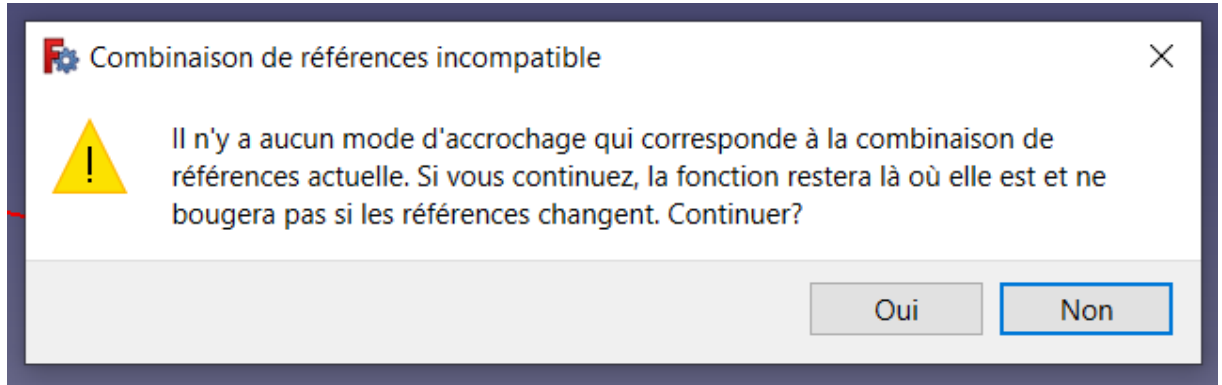 Combinaison de références incompatible
Il n'y a aucun mode d'accrochage qui corresponde à la combinaison de
références actuelle. Si vous continuez, la fonction restera là où elle est et ne
bougera pas si les références changent. Continuer?
Oui
Non